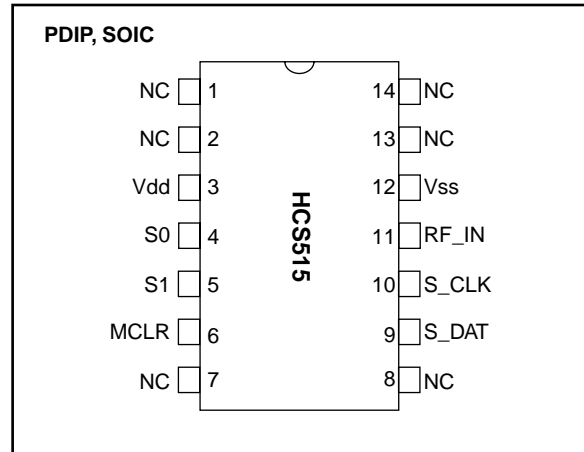 PDIP, SOIC
NC 1 14 NC
NC 2 13 NC
Vdd 3 12 Vss
S0 4 11 RF_IN
S1 5 10 S_CLK
MCLR 6 9 S_DAT
NC 7 8 NC
HCS515